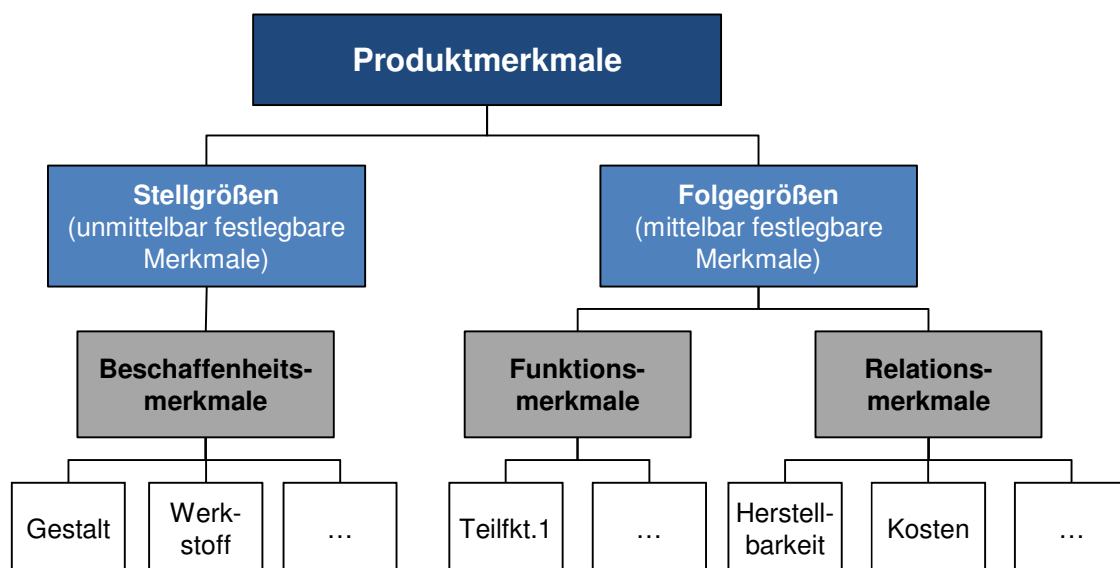 Produktmerkmale
Stellgrößen
(unmittelbar festlegbare
Merkmale)
Folgegrößen
(mittelbar festlegbare
Merkmale)
Beschaffenheits-
merkmale
Funktions-
merkmale
Relations-
merkmale
Gestalt
Werk-
stoff
…
Teilfkt.1
…
Herstell-
barkeit
Kosten
…